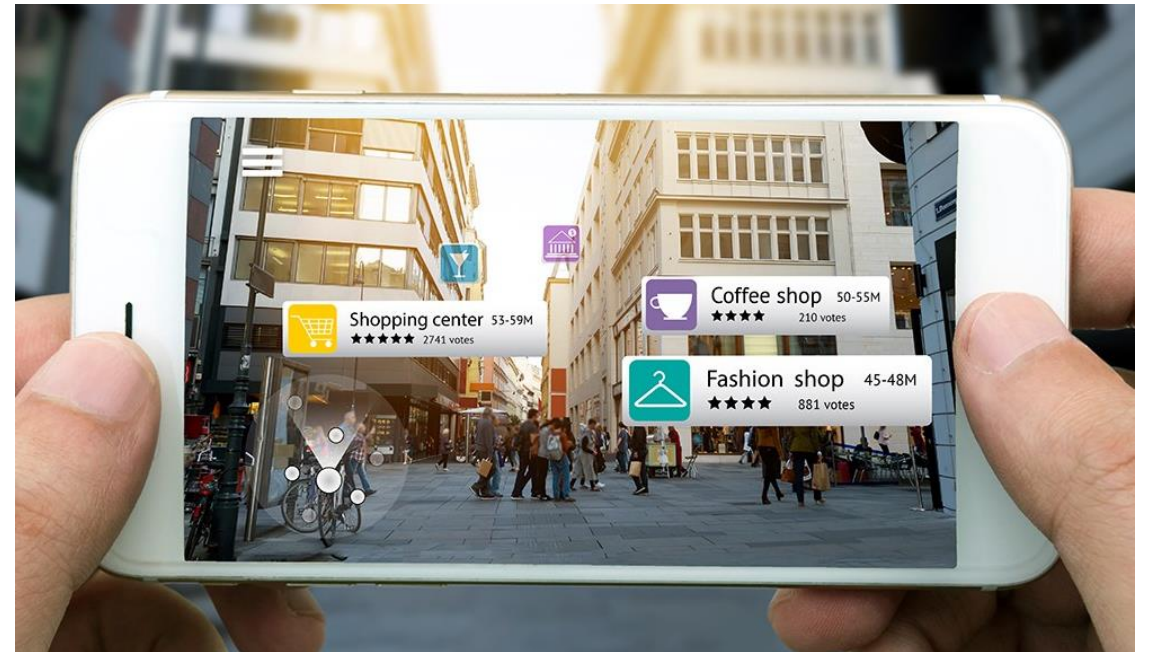 Shopping center 53-59M
★★★★★ 2741 votes
Coffee shop 50-55M
★★★★ 210 votes
Fashion shop 45-48M
★★★★ 881 votes